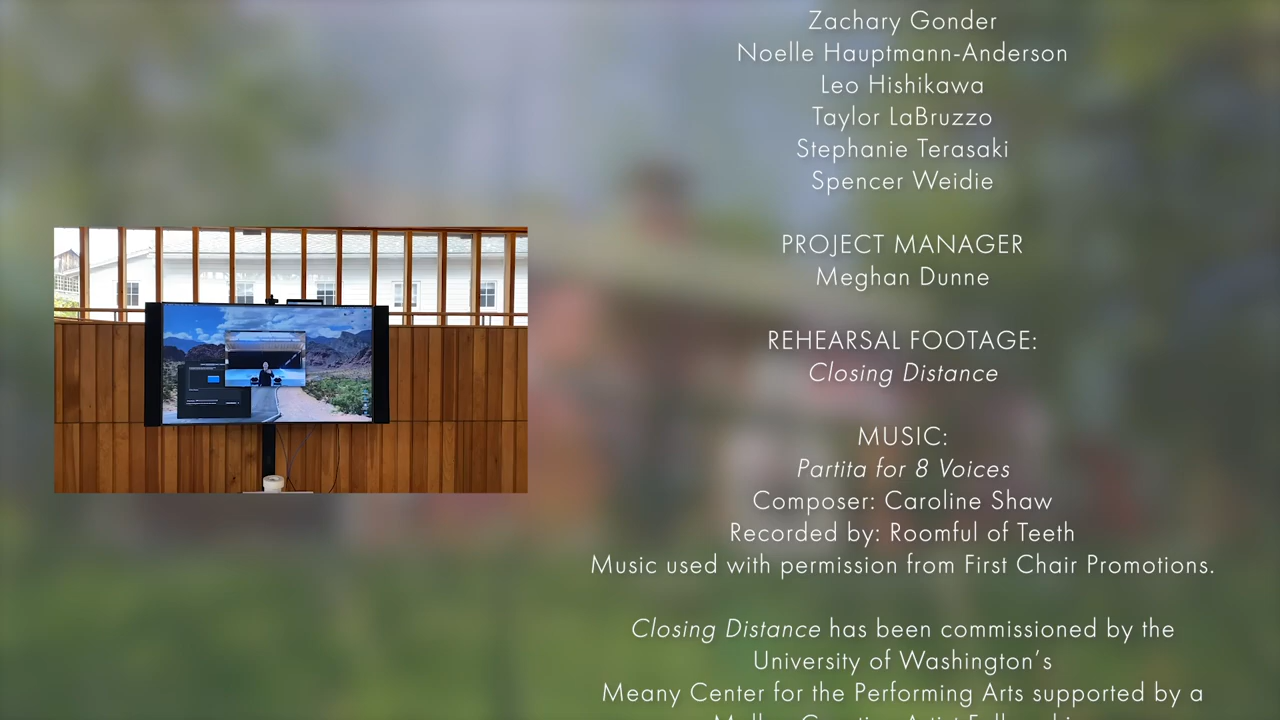 Zachary Gonder
Noelle Hauptmann-Anderson
Leo Hishikawa
Taylor LaBruzzo
Stephanie Terasaki
Spencer Weidie
PROJECT MANAGER
Meghan Dunne
REHEARSAL FOOTAGE:
Closing Distance
MUSIC:
Partita for 8 Voices
Composer: Caroline Shaw
Recorded by: Roomful of Teeth
Music used with permission from First Chair Promotions.
Closing Distance has been commissioned by the
University of Washington’s
Meany Center for the Performing Arts supported by a